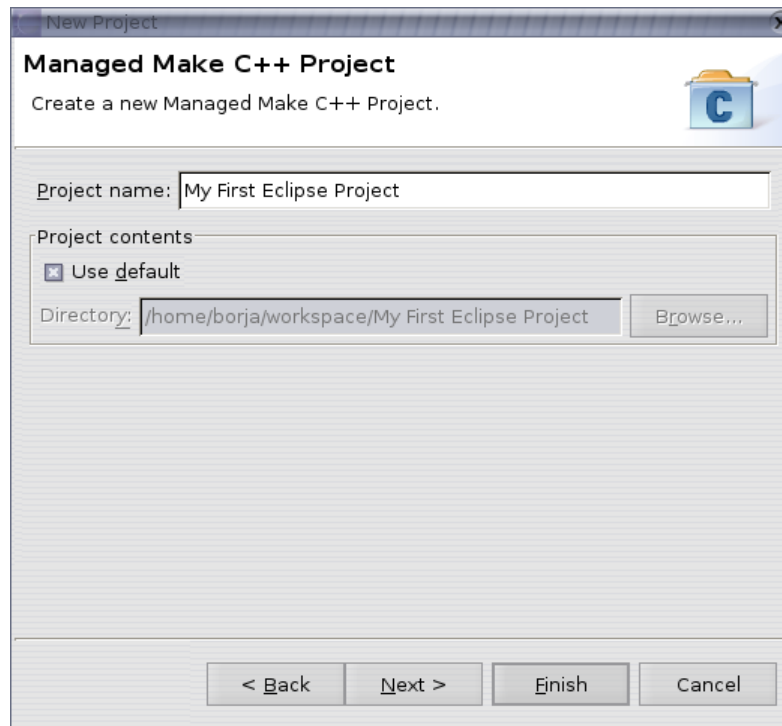 New Project
Managed Make C++ Project
Create a new Managed Make C++ Project.
C
Project name: My First Eclipse Project
Project contents
Use default
Directory: /home/borja/workspace/My First Eclipse Project Browse...
< Back Next > Finish Cancel